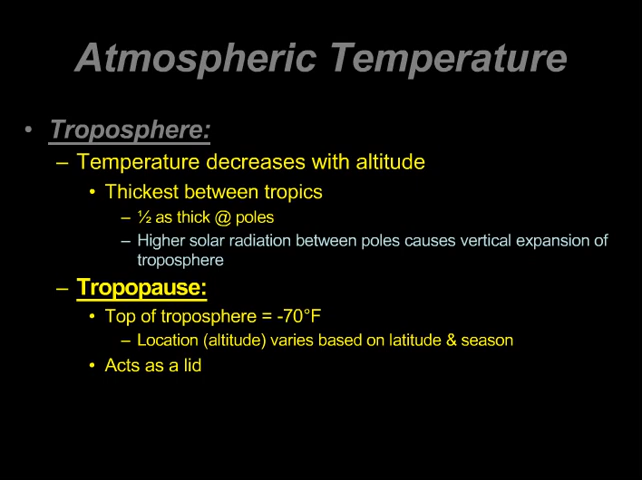 Atmospheric Temperature
• Troposphere:
– Temperature decreases with altitude
• Thickest between tropics
– ½ as thick @ poles
– Higher solar radiation between poles causes vertical expansion of
troposphere
– Tropopause:
• Top of troposphere = -70°F
– Location (altitude) varies based on latitude & season
• Acts as a lid